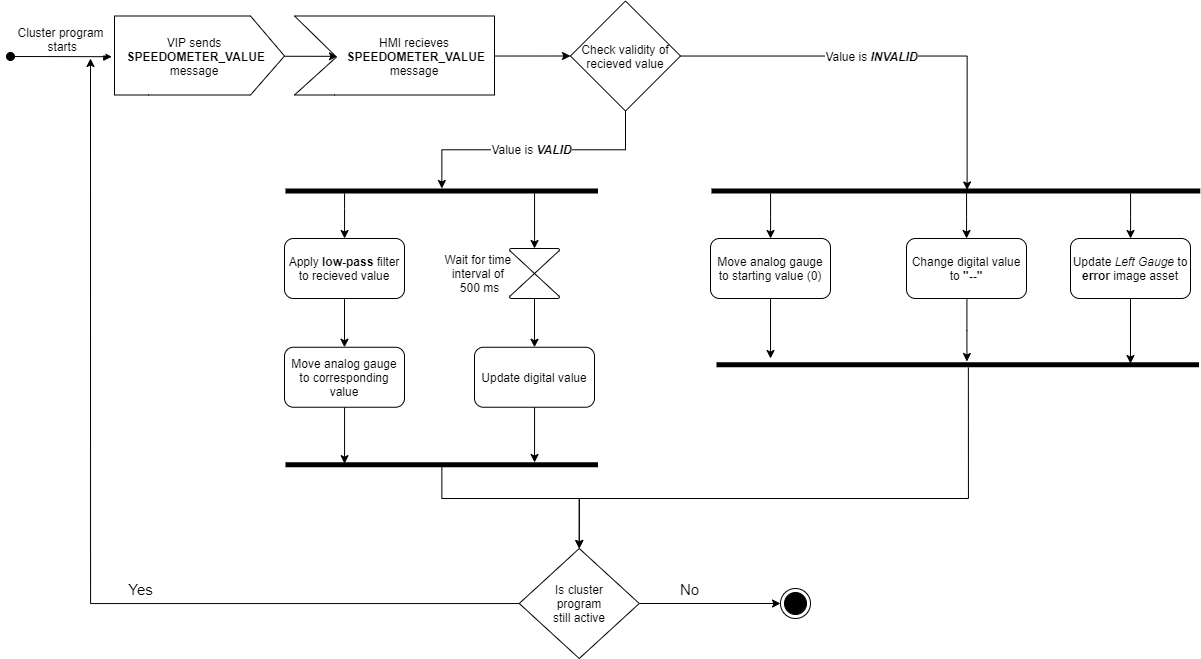 Cluster program
starts
VIP sends
SPEEDOMETER_VALUE
message
HMI recieves
SPEEDOMETER_VALUE
message
Check validity of
recieved value
Value is INVALID
Value is VALID
Apply low-pass filter
to recieved value
Wait for time
interval of
500 ms
Move analog gauge
to starting value (0)
Change digital value
to "--"
Update Left Gauge to
error image asset
Move analog gauge
to corresponding
value
Update digital value
Is cluster
program
still active
Yes
No